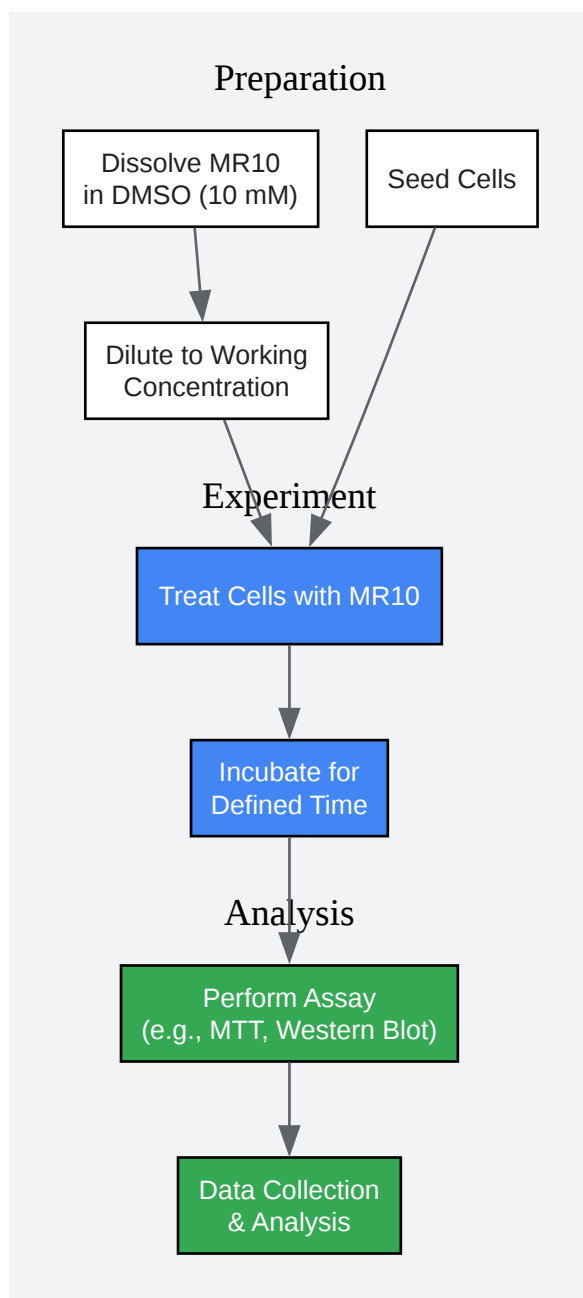 Preparation
Dissolve MR10
in DMSO (10 mM)
Seed Cells
Dilute to Working
Concentration
Experiment
Treat Cells with MR10
Incubate for
Defined Time
Analysis
Perform Assay
(e.g., MTT, Western Blot)
Data Collection
& Analysis